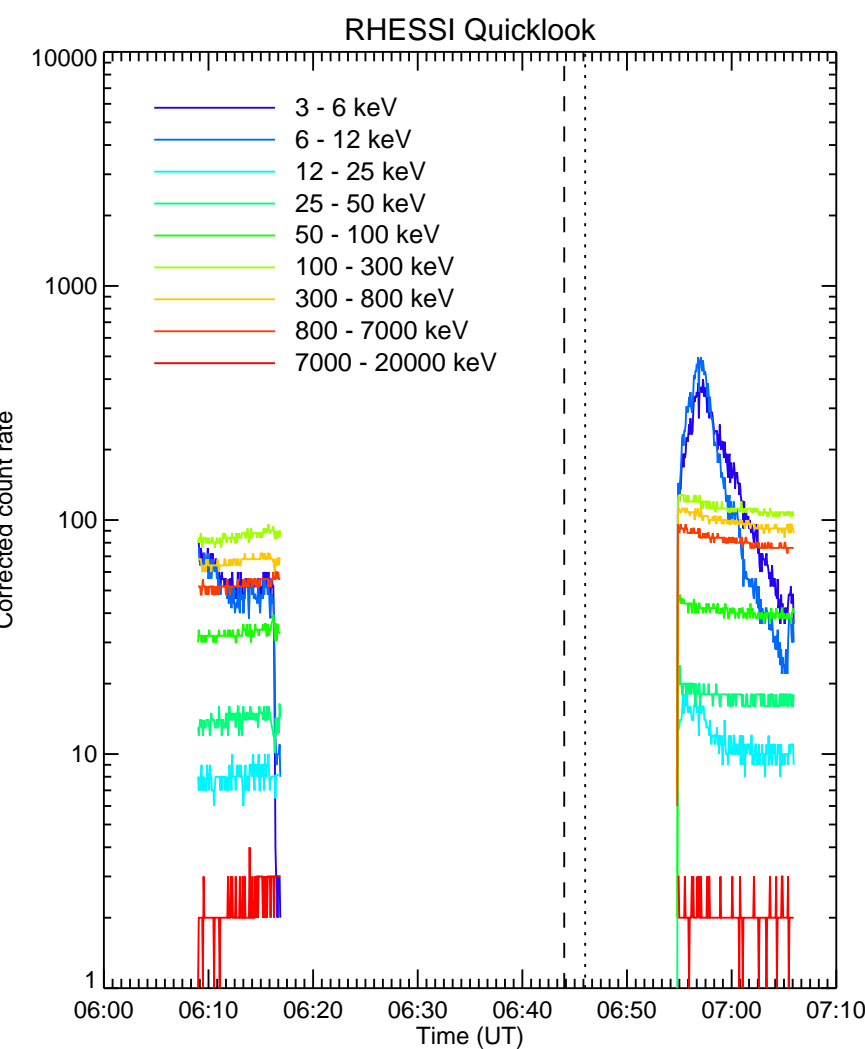 RHESSI Quicklook
10000
1000
100
10
1
Corrected count rate
3 - 6 keV
6 - 12 keV
12 - 25 keV
25 - 50 keV
50 - 100 keV
100 - 300 keV
300 - 800 keV
800 - 7000 keV
7000 - 20000 keV
06:00 06:10 06:20 06:30 06:40 06:50 07:00 07:10
Time (UT)